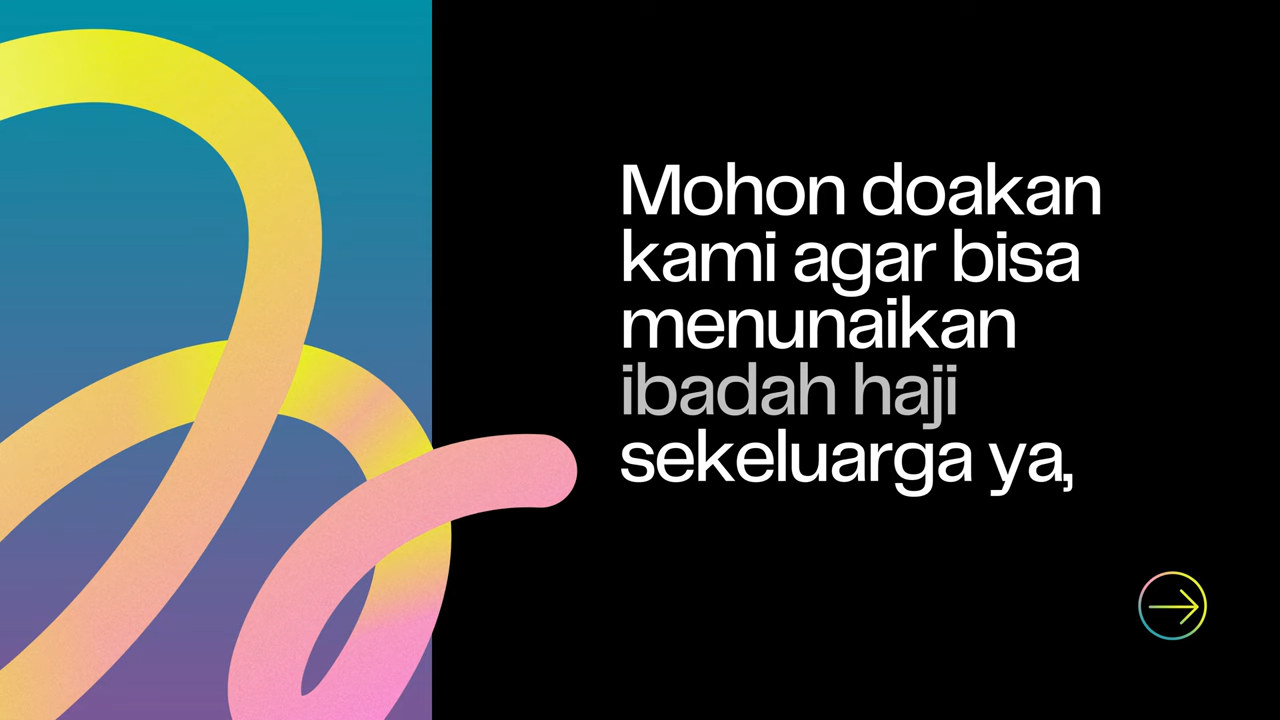 Mohon doakan
kami agar bisa
menunaikan
ibadah haji
sekeluarga ya,